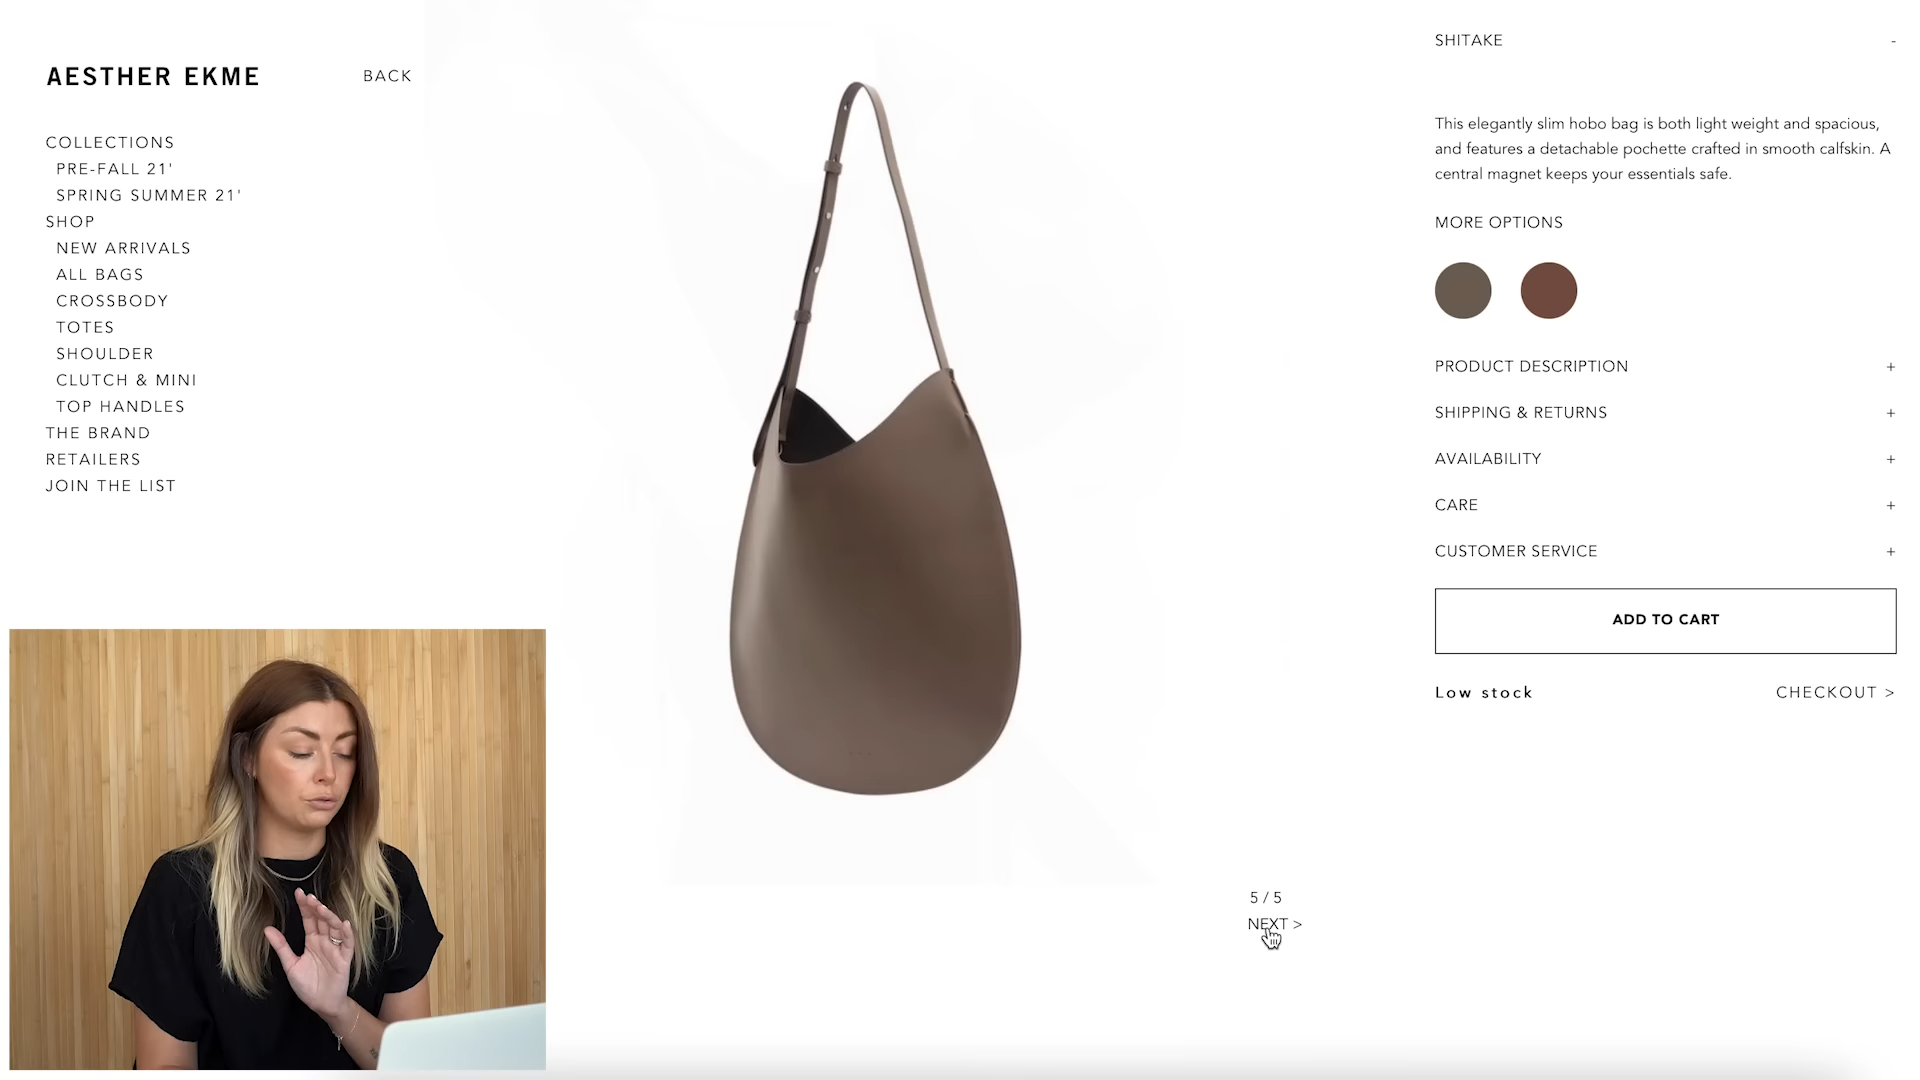 AESTHER EKME
BACK
COLLECTIONS
PRE-FALL 21'
SPRING SUMMER 21'
SHOP
NEW ARRIVALS
ALL BAGS
CROSSBODY
TOTES
SHOULDER
CLUTCH & MINI
TOP HANDLES
THE BRAND
RETAILERS
JOIN THE LIST
5 / 5
NEXT >
SHITAKE -
This elegantly slim hobo bag is both light weight and spacious,
and features a detachable pochette crafted in smooth calfskin. A
central magnet keeps your essentials safe.
MORE OPTIONS
PRODUCT DESCRIPTION +
SHIPPING & RETURNS +
AVAILABILITY +
CARE +
CUSTOMER SERVICE +
ADD TO CART
Low stock
CHECKOUT >